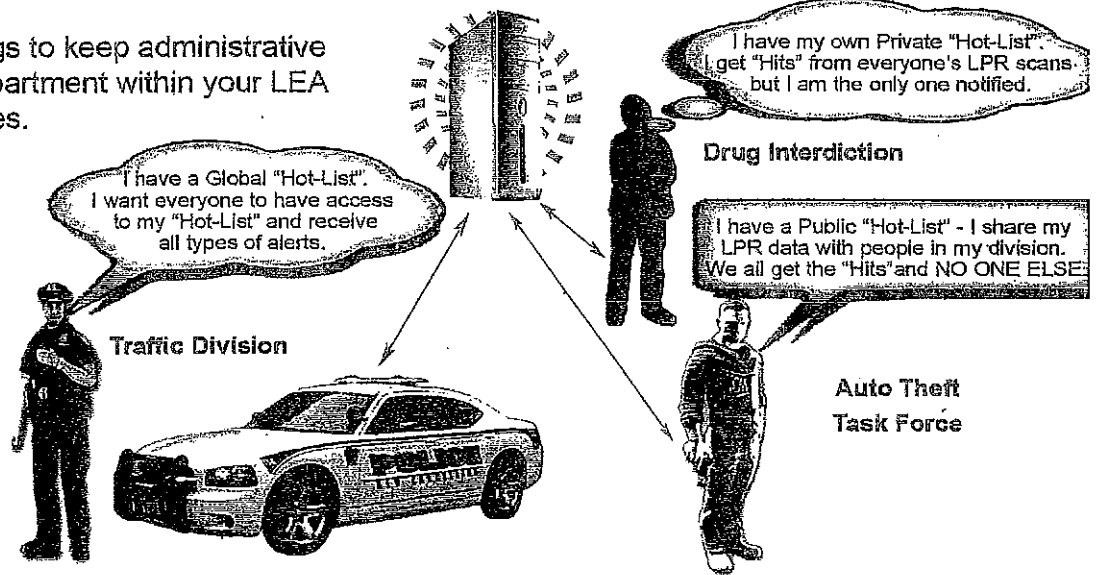 gs to keep administrative
partment within your LEA
es.
I have my own Private "Hot-List".
I get "Hits" from everyone's LPR scans
but I am the only one notified.
Drug Interdiction
I have a Global "Hot-List".
I want everyone to have access
to my "Hot-List" and receive
all types of alerts.
I have a Public "Hot-List" - I share my
LPR data with people in my division.
We all get the "Hits"and NO ONE ELSE
Traffic Division
Auto Theft
Task Force
POLICE